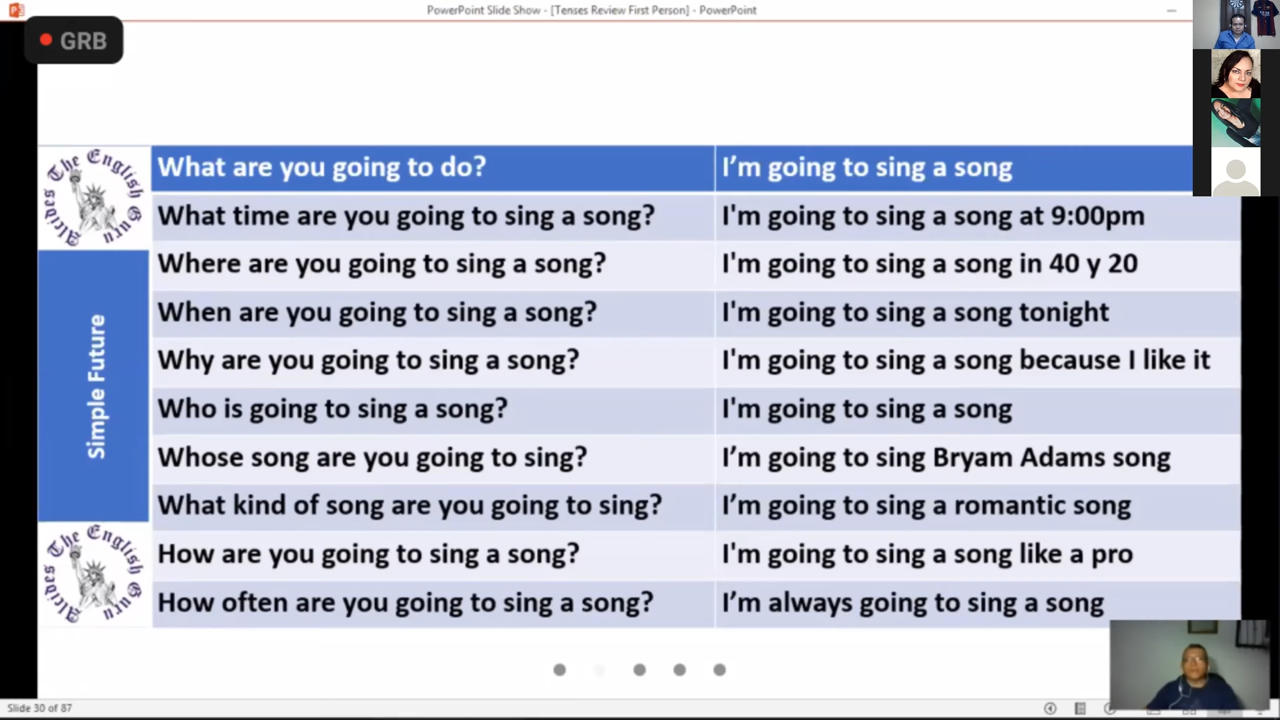 PowerPoint Slide Show - [Tenses Review First Person] - PowerPoint
GRB
The English Guru Alcibes
What are you going to do? I’m going to sing a song
What time are you going to sing a song? I'm going to sing a song at 9:00pm
Where are you going to sing a song? I'm going to sing a song in 40 y 20
When are you going to sing a song? I'm going to sing a song tonight
Why are you going to sing a song? I'm going to sing a song because I like it
Simple Future
Who is going to sing a song? I'm going to sing a song
Whose song are you going to sing? I’m going to sing Bryam Adams song
What kind of song are you going to sing? I’m going to sing a romantic song
The English Guru Alcibes
How are you going to sing a song? I'm going to sing a song like a pro
How often are you going to sing a song? I’m always going to sing a song
Slide 30 of 87